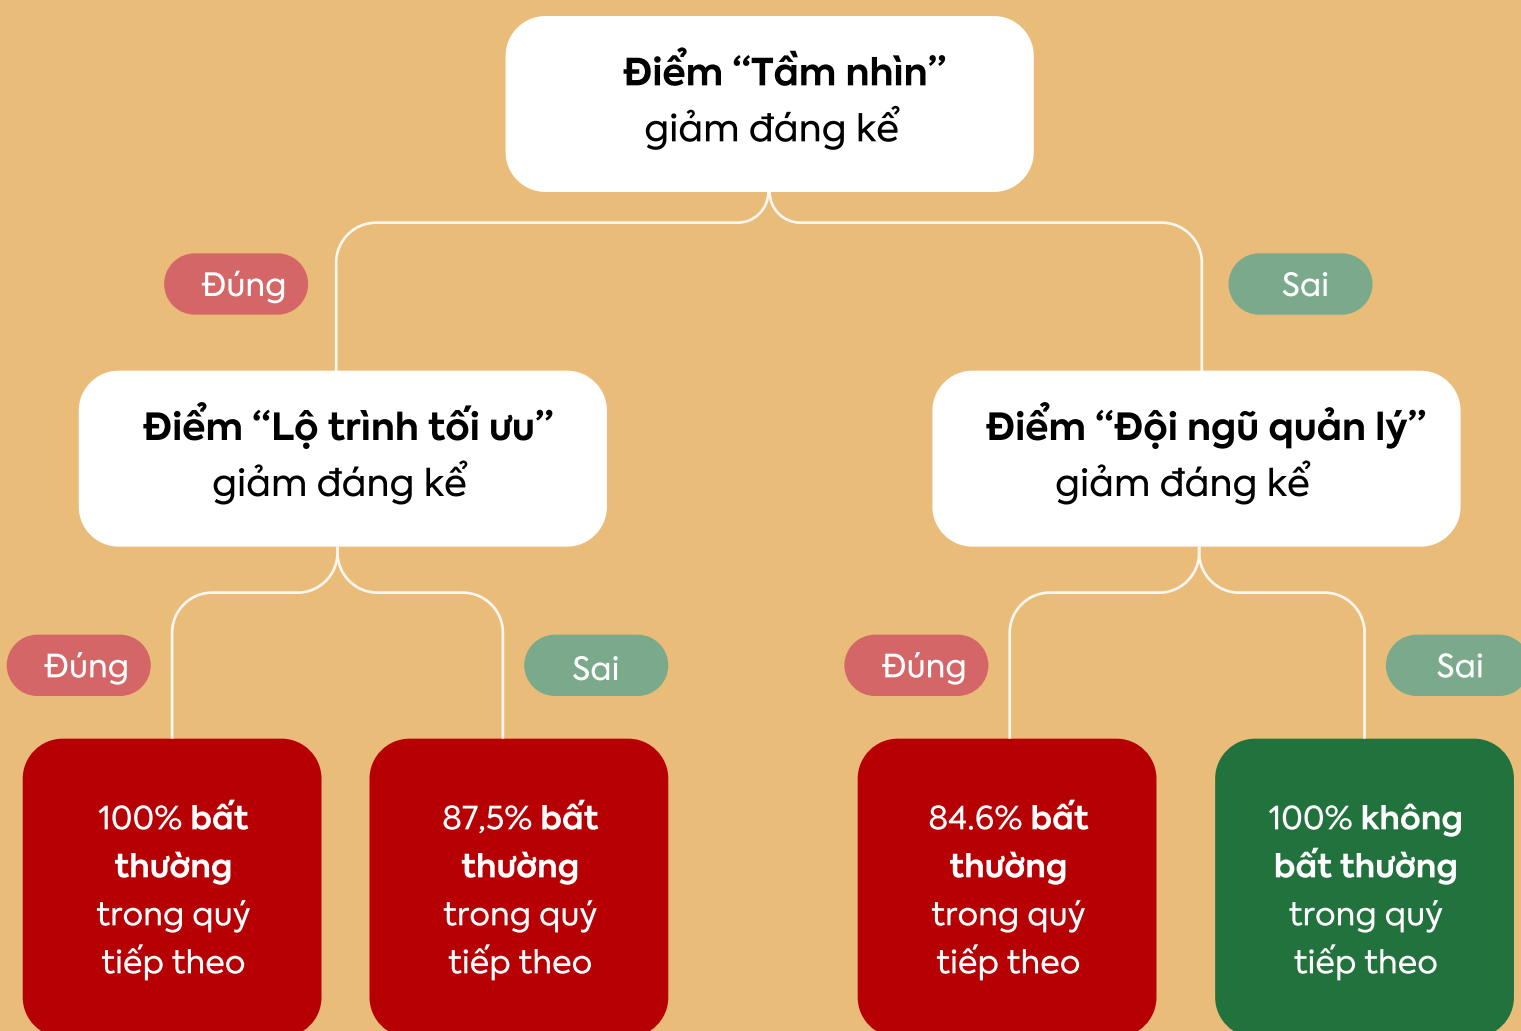 Điểm “Tầm nhìn”
giảm đáng kể
Đúng
Sai
Điểm “Lộ trình tối ưu”
giảm đáng kể
Điểm “Đội ngũ quản lý”
giảm đáng kể
Đúng
Sai
Đúng
Sai
100% bất
thường
trong quý
tiếp theo
87,5% bất
thường
trong quý
tiếp theo
84.6% bất
thường
trong quý
tiếp theo
100% không
bất thường
trong quý
tiếp theo